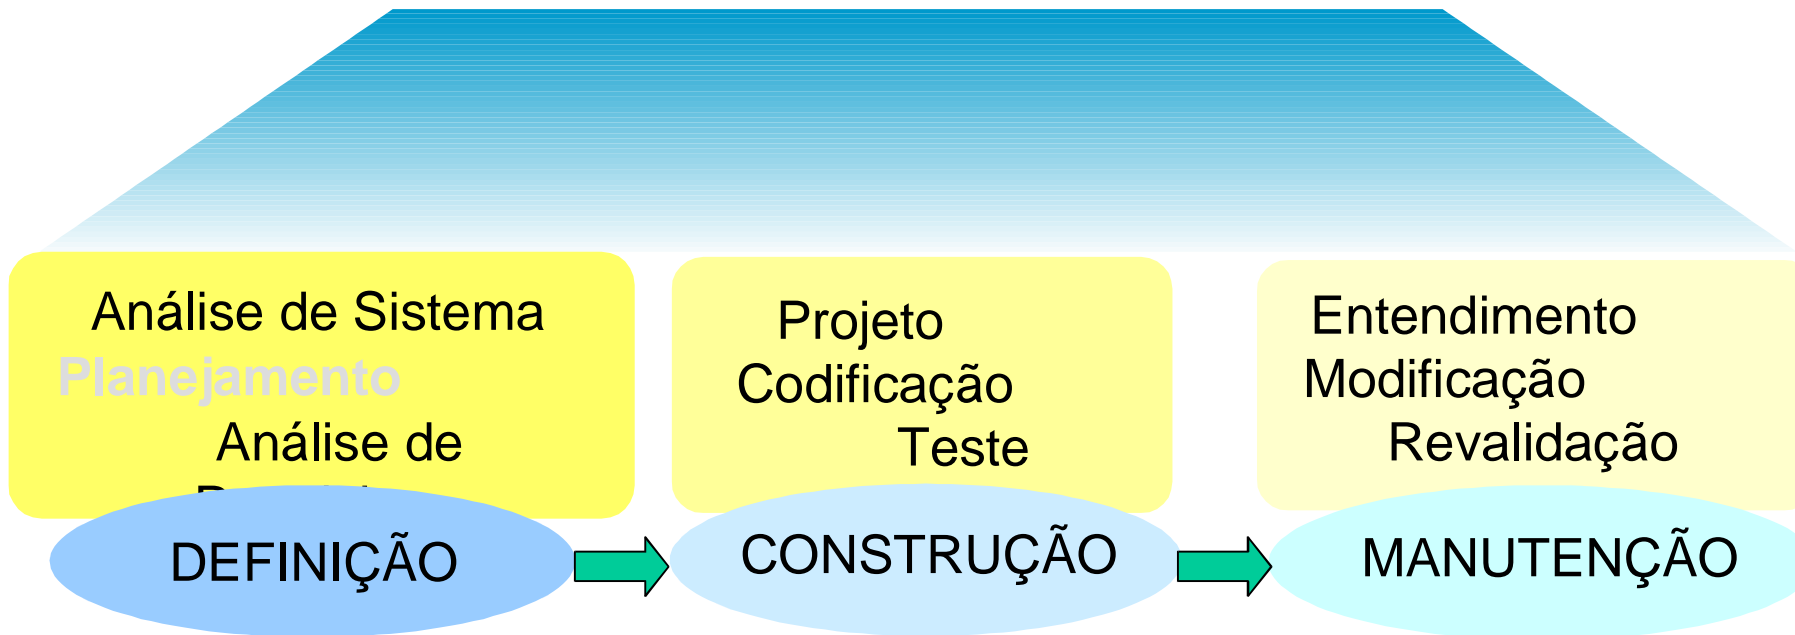 Análise de Sistema
Planejamento
Análise de
DEFINIÇÃO
Projeto
Codificação
Teste
CONSTRUÇÃO
Entendimento
Modificação
Revalidação
MANUTENÇÃO